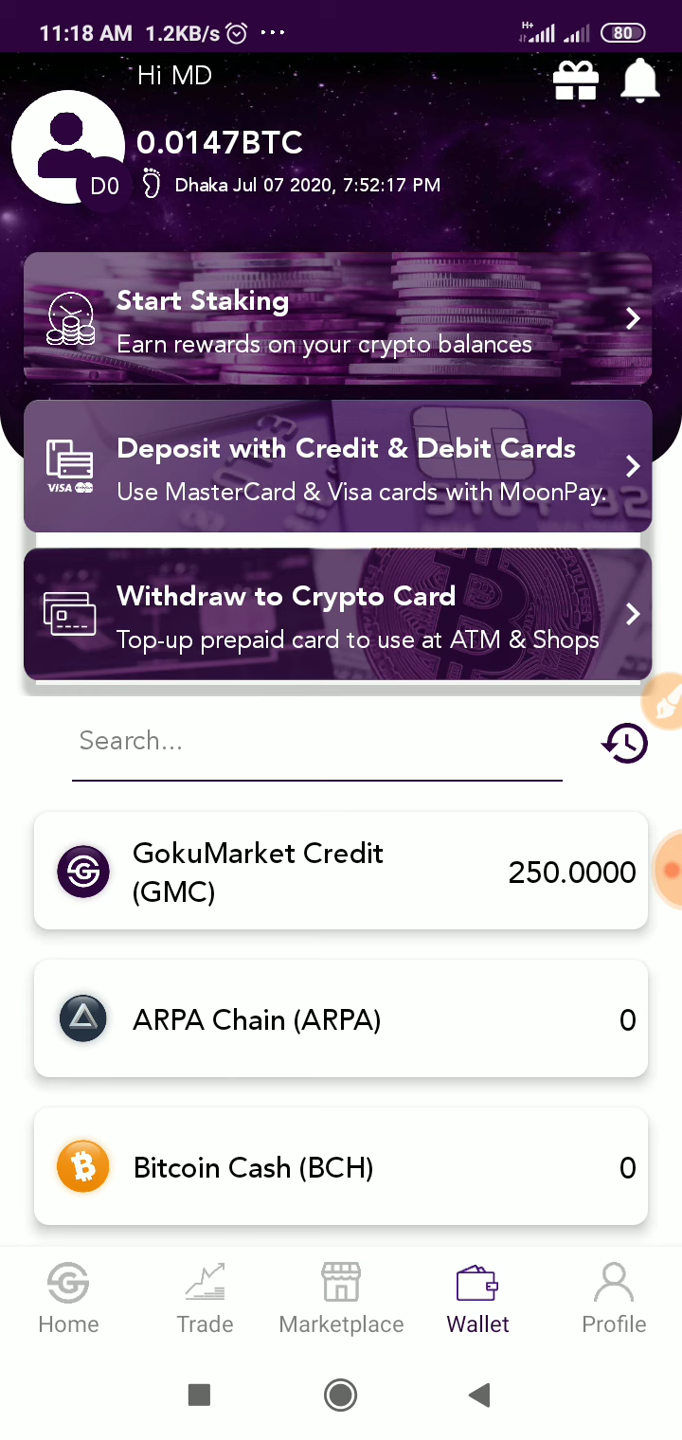 11:18 AM 1.2KB/s ... H+ 80
Hi MD
0.0147BTC
D0 Dhaka Jul 07 2020, 7:52:17 PM
Start Staking
Earn rewards on your crypto balances
Deposit with Credit & Debit Cards
VISA Use MasterCard & Visa cards with MoonPay.
Withdraw to Crypto Card
Top-up prepaid card to use at ATM & Shops
Search...
GokuMarket Credit
(GMC) 250.0000
ARPA Chain (ARPA) 0
Bitcoin Cash (BCH) 0
Home Trade Marketplace Wallet Profile